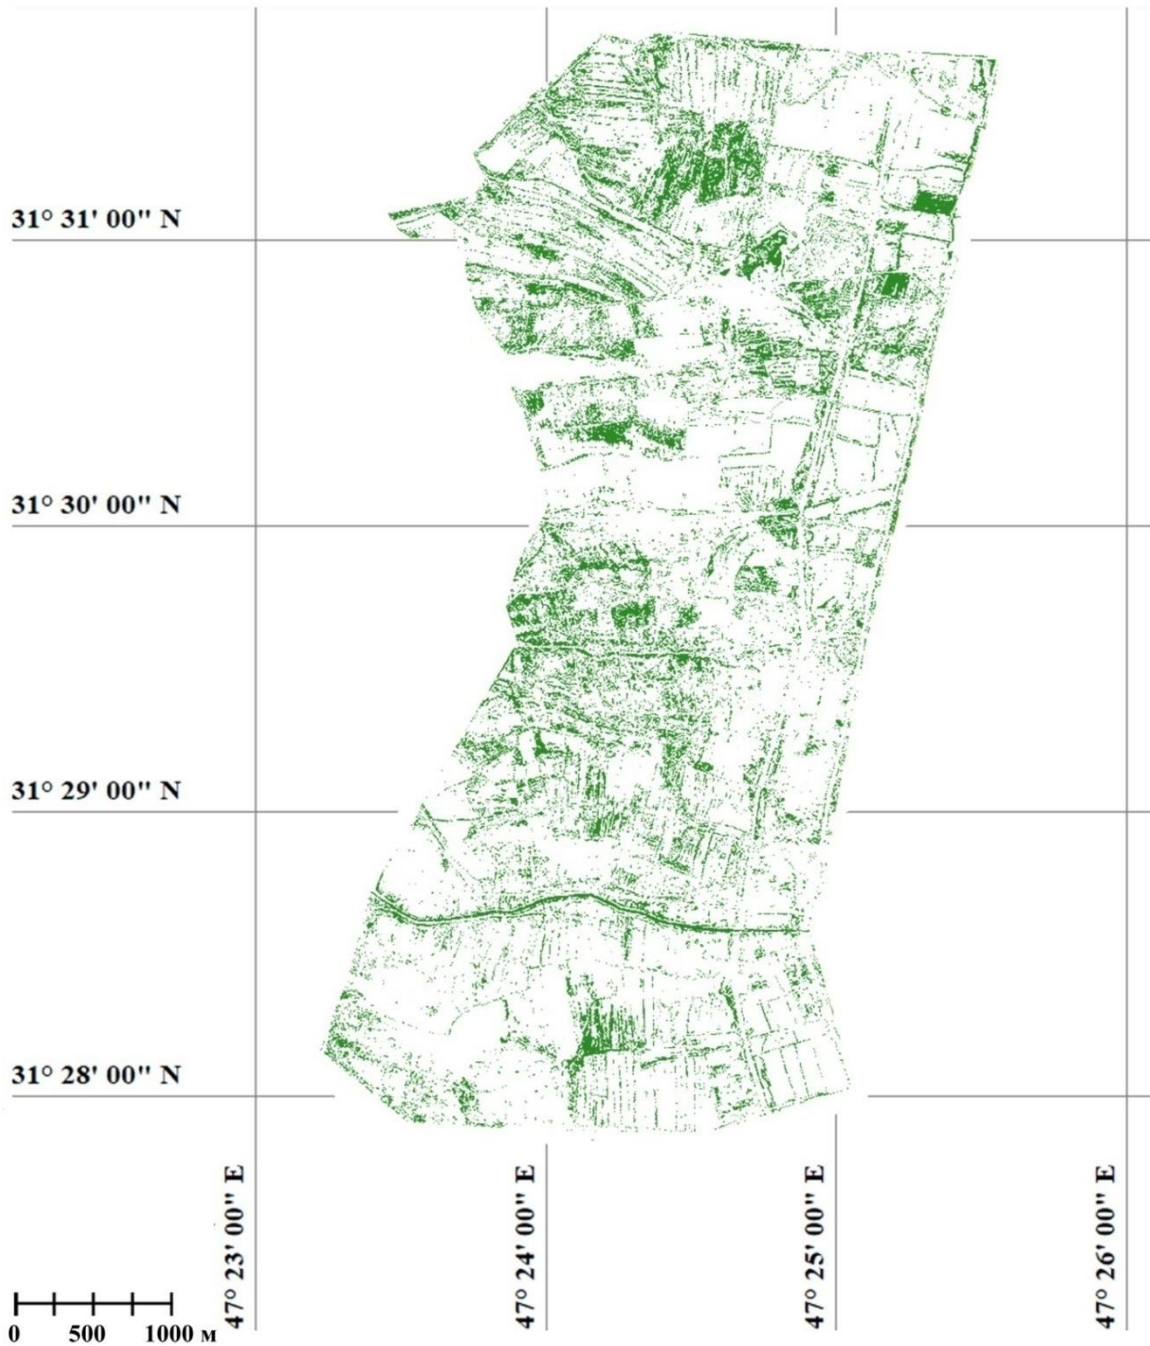 31° 31' 00" N
31° 30' 00" N
31° 29' 00" N
31° 28' 00" N
47° 23' 00" E
47° 24' 00" E
47° 25' 00" E
47° 26' 00" E
0 500 1000 м